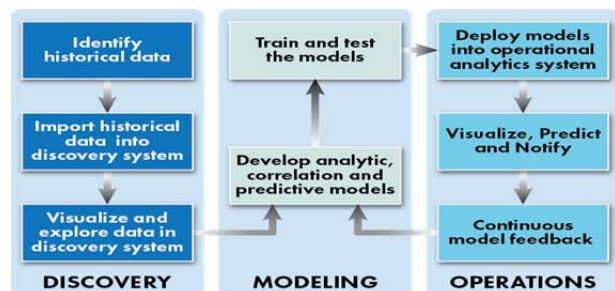 Identify
historical data
Import historical
data into
discovery system
Visualize and
explore data in
discovery system
DISCOVERY
Train and test
the models
Develop analytic,
correlation and
predictive models
MODELING
Deploy models
into operational
analytics system
Visualize, Predict
and Notify
Continuous
model feedback
OPERATIONS